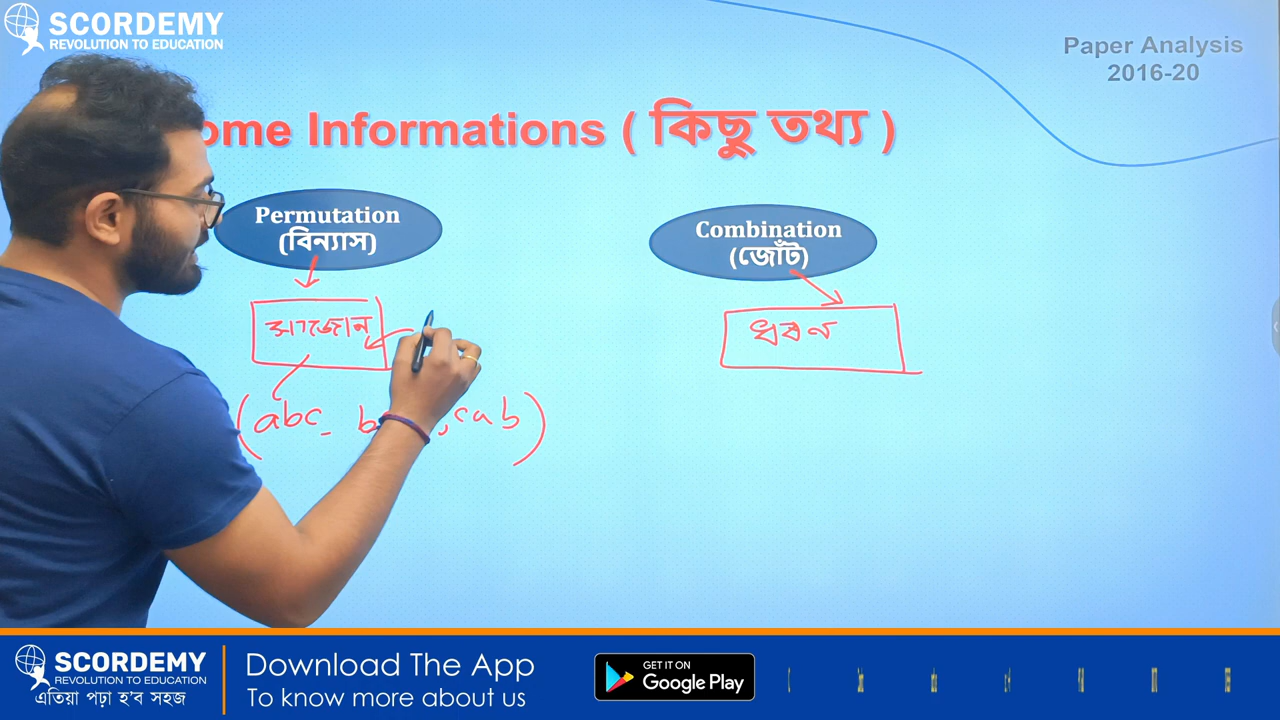 SCORDEMY
REVOLUTION TO EDUCATION
Paper Analysis
2016-20
ome Informations ( কিছু তথ্য )
Permutation
(বিন্যাস)
Combination
(জোঁট)
সাজোন
ধৰণ
(abc, b ,cab)
SCORDEMY
REVOLUTION TO EDUCATION
এতিয়া পঢ়া হ'ব সহজ
Download The App
To know more about us
GET IT ON
Google Play